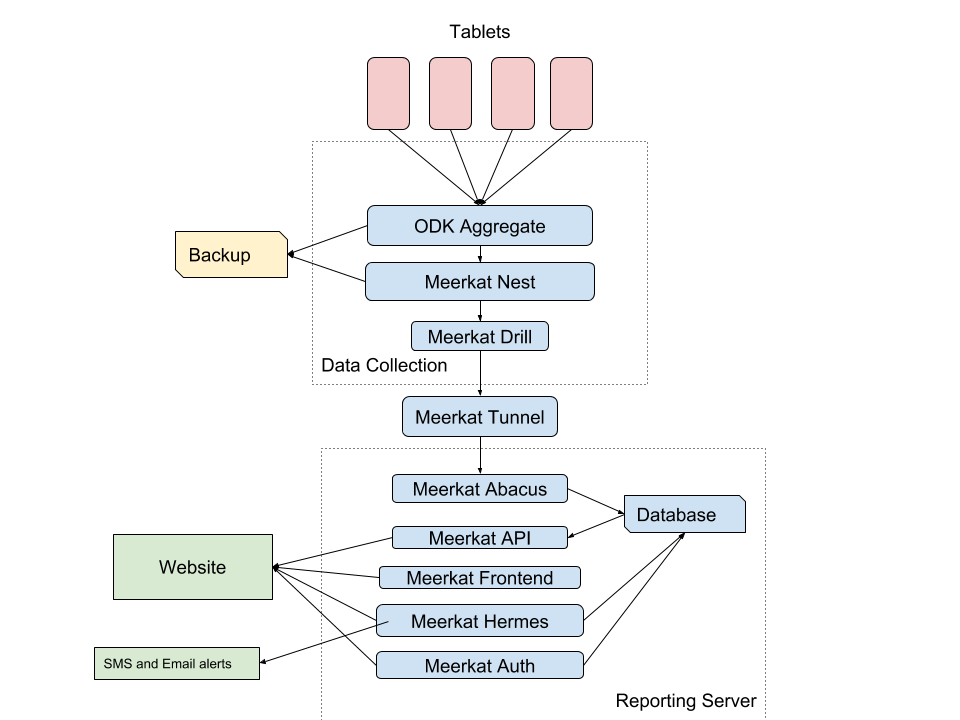 Tablets
ODK Aggregate
Backup
Meerkat Nest
Meerkat Drill
Data Collection
Meerkat Tunnel
Meerkat Abacus
Database
Meerkat API
Website
Meerkat Frontend
Meerkat Hermes
SMS and Email alerts
Meerkat Auth
Reporting Server